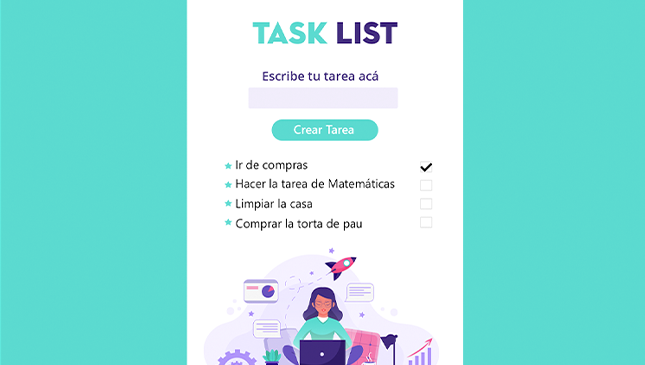 TASK LIST
Escribe tu tarea acá
Crear Tarea
Ir de compras
Hacer la tarea de Matemáticas
Limpiar la casa
Comprar la torta de pau